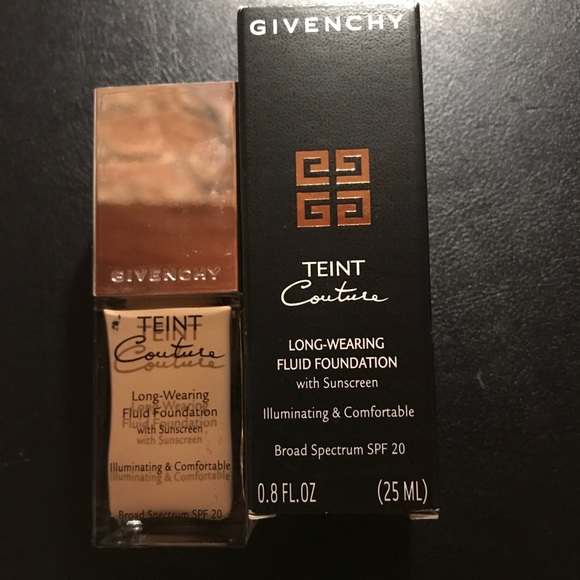 GIVENCHY
TEINT
Couture
Long-Wearing
Fluid Foundation
with Sunscreen
Illuminating & Comfortable
Broad Spectrum SPF 20
GIVENCHY
TEINT
Couture
LONG-WEARING
FLUID FOUNDATION
with Sunscreen
Illuminating & Comfortable
Broad Spectrum SPF 20
0.8 FL.OZ (25 ML)